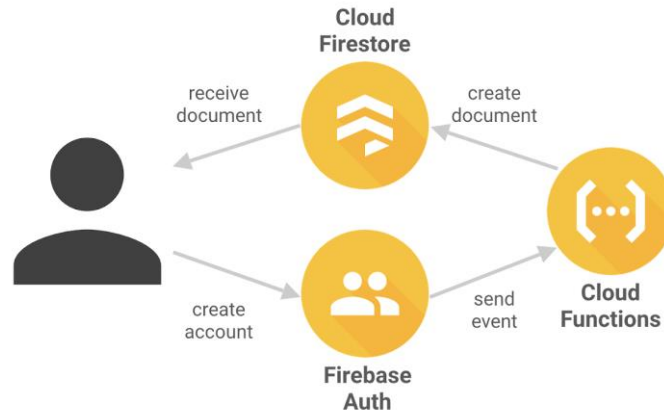 Cloud
Firestore
receive
document
create
document
create
account
send
event
Cloud
Functions
Firebase
Auth